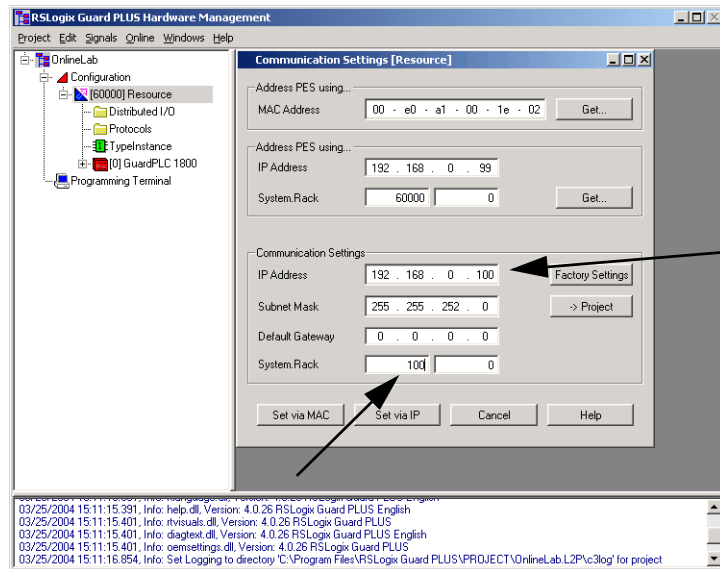 RSLogix Guard PLUS Hardware Management
Project Edit Signals Online Windows Help
OnlineLab
Configuration
[60000] Resource
Distributed I/O
Protocols
TypeInstance
[0] GuardPLC 1800
Programming Terminal
Communication Settings [Resource]
Address PES using...
MAC Address 00 - e0 - a1 - 00 - 1e - 02 Get...
Address PES using...
IP Address 192 . 168 . 0 . 99
System.Rack 60000 0 Get...
Communication Settings
IP Address 192 . 168 . 0 . 100 Factory Settings
Subnet Mask 255 . 255 . 252 . 0 -> Project
Default Gateway 0 . 0 . 0 . 0
System.Rack 100 0
Set via MAC Set via IP Cancel Help
03/25/2004 15:11:15.391, Info: help.dll, Version: 4.0.26 RSLogix Guard PLUS English
03/25/2004 15:11:15.401, Info: rtvisuals.dll, Version: 4.0.26 RSLogix Guard PLUS
03/25/2004 15:11:15.401, Info: diagtext.dll, Version: 4.0.26 RSLogix Guard PLUS English
03/25/2004 15:11:15.401, Info: oemsettings.dll, Version: 4.0.26 RSLogix Guard PLUS
03/25/2004 15:11:16.854, Info: Set Logging to directory 'C:\Program Files\RSLogix Guard PLUS\PROJECT\OnlineLab.L2P\c3log' for project